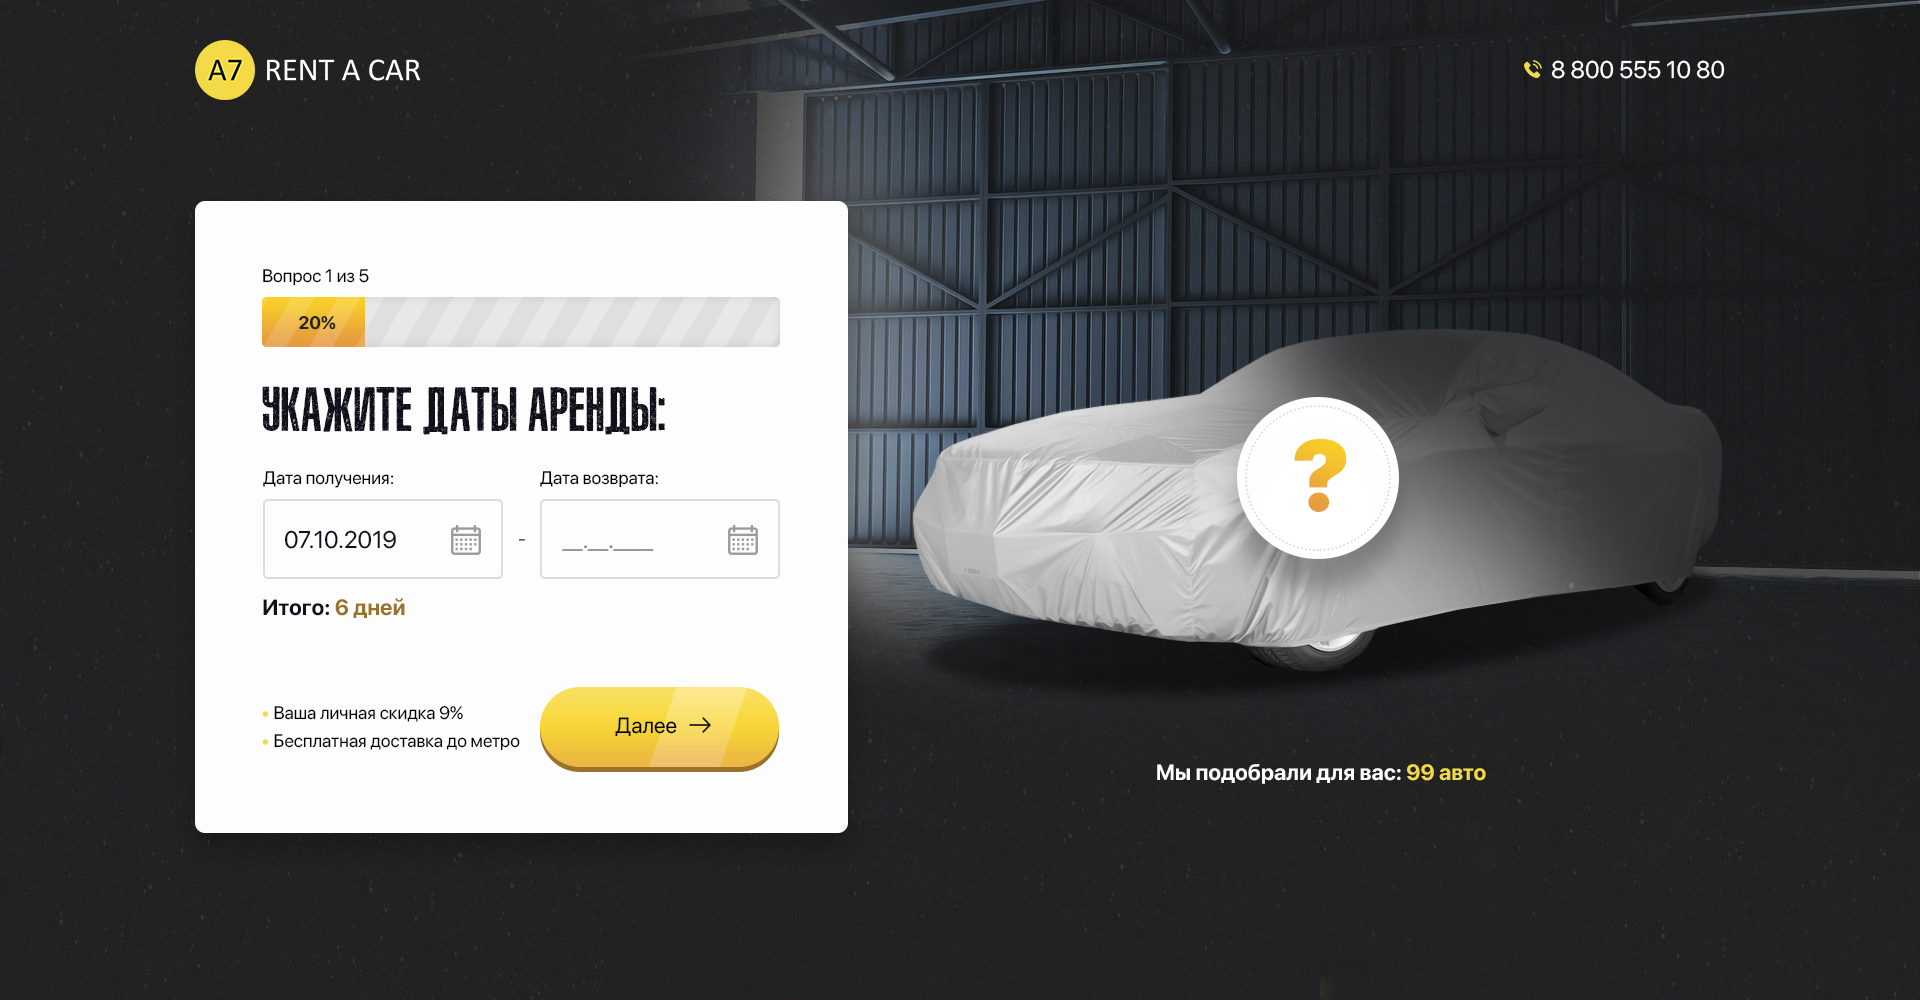 A7 RENT A CAR
8 800 555 10 80
Вопрос 1 из 5
20%
УКАЖИТЕ ДАТЫ АРЕНДЫ:
Дата получения:
Дата возврата:
07.10.2019
-
__.__.____
Итого: 6 дней
• Ваша личная скидка 9%
• Бесплатная доставка до метро
Далее →
?
Мы подобрали для вас: 99 авто